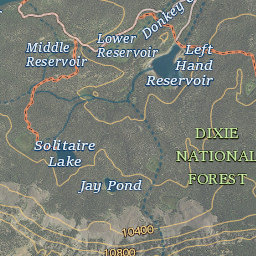 Donkey
Lower
Reservoir
Middle
Reservoir
Left
Hand
Reservoir
DIXIE
NATIONAL
FOREST
Solitaire
Lake
Jay Pond
10400
10800